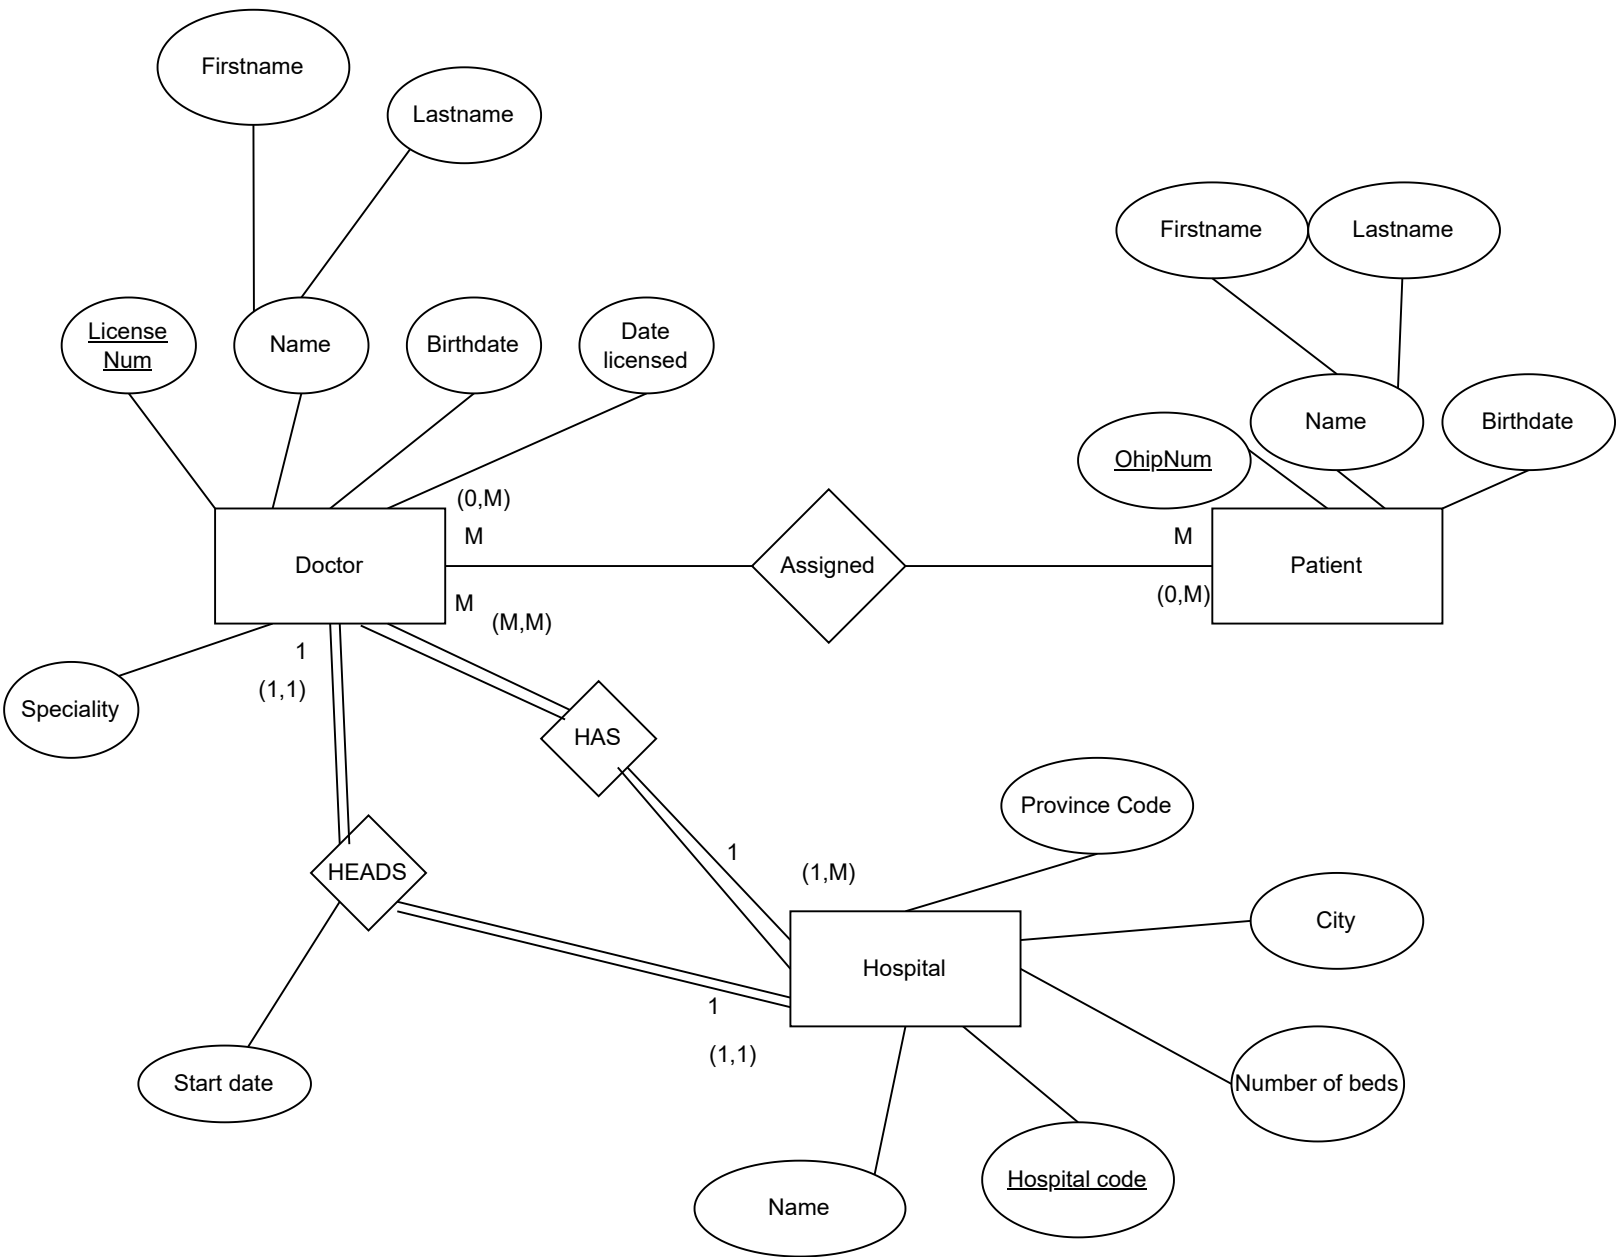 Firstname
Lastname
Firstname
Lastname
License
Num
Name
Birthdate
Date
licensed
Name
Birthdate
OhipNum
(0,M)
M
M
Doctor
Assigned
Patient
(0,M)
M
(M,M)
1
(1,1)
Speciality
HAS
Province Code
1
(1,M)
HEADS
City
Hospital
1
(1,1)
Start date
Number of beds
Hospital code
Name